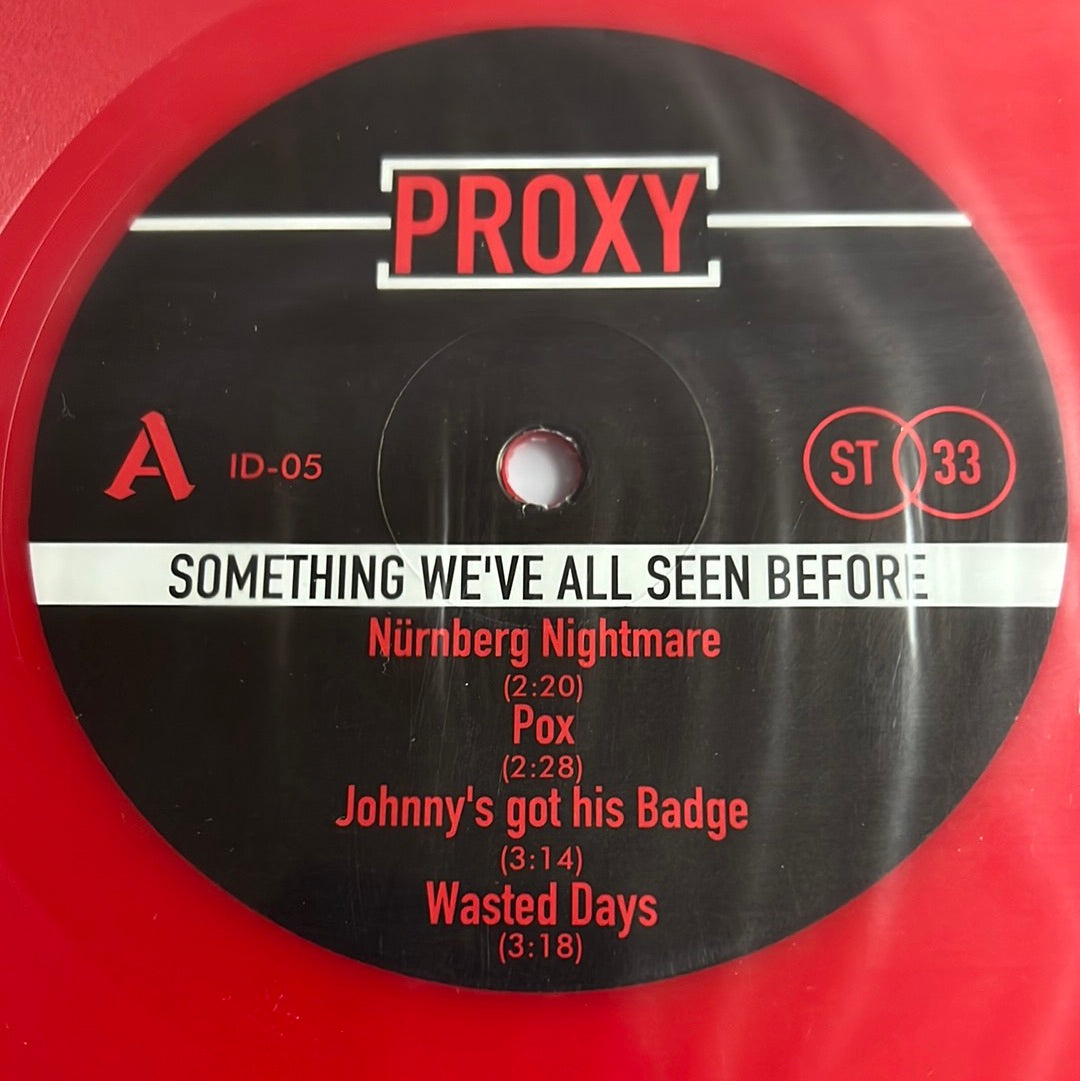 PROXY
A ID-05 ST 33
SOMETHING WE'VE ALL SEEN BEFORE
Nürnberg Nightmare
(2:20)
Pox
(2:28)
Johnny's got his Badge
(3:14)
Wasted Days
(3:18)